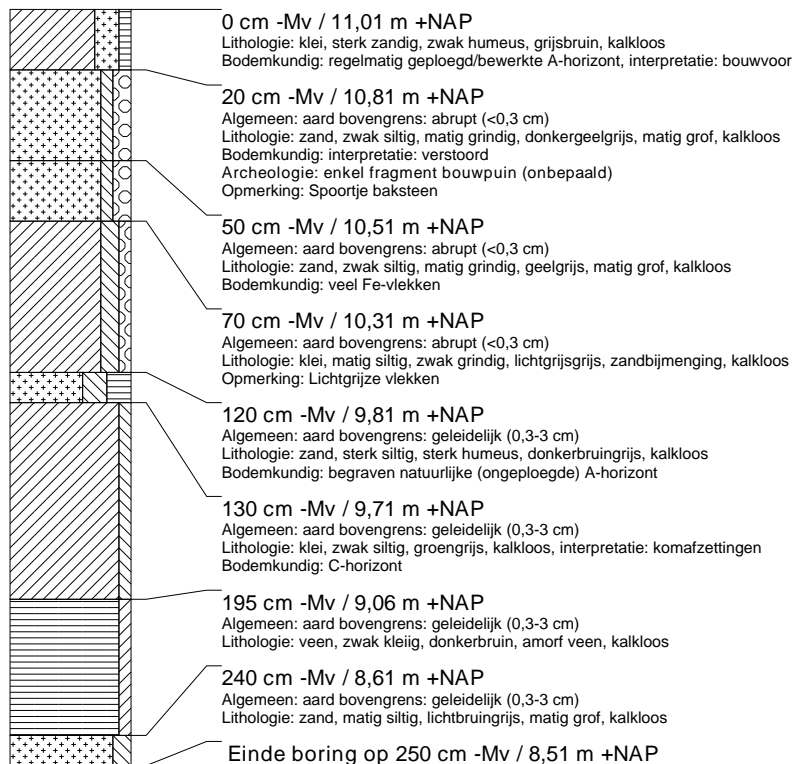 0 cm -Mv / 11,01 m +NAP
Lithologie: klei, sterk zandig, zwak humeus, grijsbruin, kalkloos
Bodemkundig: regelmatig geploegd/bewerkte A-horizont, interpretatie: bouwvoor
20 cm -Mv / 10,81 m +NAP
Algemeen: aard bovengrens: abrupt (<0,3 cm)
Lithologie: zand, zwak siltig, matig grindig, donkergeelgrijs, matig grof, kalkloos
Bodemkundig: interpretatie: verstoord
Archeologie: enkel fragment bouwpuin (onbepaald)
Opmerking: Spoortje baksteen
50 cm -Mv / 10,51 m +NAP
Algemeen: aard bovengrens: abrupt (<0,3 cm)
Lithologie: zand, zwak siltig, matig grindig, geelgrijs, matig grof, kalkloos
Bodemkundig: veel Fe-vlekken
70 cm -Mv / 10,31 m +NAP
Algemeen: aard bovengrens: abrupt (<0,3 cm)
Lithologie: klei, matig siltig, zwak grindig, lichtgrijsgrijs, zandbijmenging, kalkloos
Opmerking: Lichtgrijze vlekken
120 cm -Mv / 9,81 m +NAP
Algemeen: aard bovengrens: geleidelijk (0,3-3 cm)
Lithologie: zand, sterk siltig, sterk humeus, donkerbruingrijs, kalkloos
Bodemkundig: begraven natuurlijke (ongeploegde) A-horizont
130 cm -Mv / 9,71 m +NAP
Algemeen: aard bovengrens: geleidelijk (0,3-3 cm)
Lithologie: klei, zwak siltig, groengrijs, kalkloos, interpretatie: komafzettingen
Bodemkundig: C-horizont
195 cm -Mv / 9,06 m +NAP
Algemeen: aard bovengrens: geleidelijk (0,3-3 cm)
Lithologie: veen, zwak kleiig, donkerbruin, amorf veen, kalkloos
240 cm -Mv / 8,61 m +NAP
Algemeen: aard bovengrens: geleidelijk (0,3-3 cm)
Lithologie: zand, matig siltig, lichtbruingrijs, matig grof, kalkloos
Einde boring op 250 cm -Mv / 8,51 m +NAP